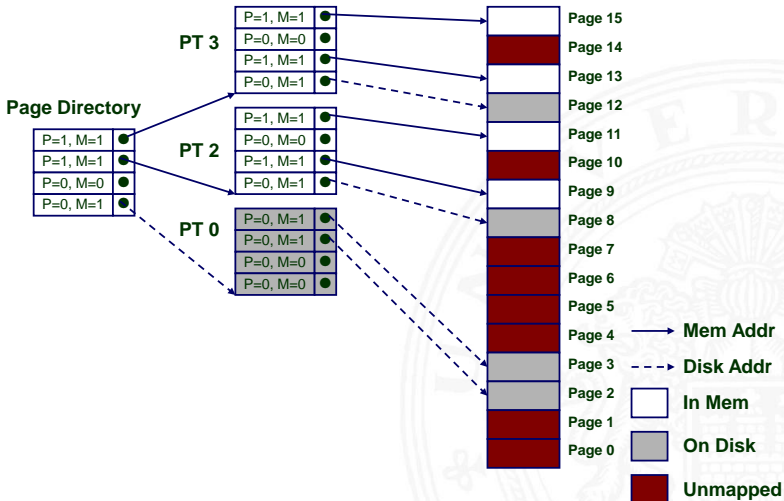 Page Directory
P=1, M=1
P=1, M=1
P=0, M=0
P=0, M=1
PT 3
P=1, M=1
P=0, M=0
P=1, M=1
P=0, M=1
PT 2
P=1, M=1
P=0, M=0
P=1, M=1
P=0, M=1
PT 0
P=0, M=1
P=0, M=1
P=0, M=0
P=0, M=0
Page 15
Page 14
Page 13
Page 12
Page 11
Page 10
Page 9
Page 8
Page 7
Page 6
Page 5
Page 4
Page 3
Page 2
Page 1
Page 0
Mem Addr
Disk Addr
In Mem
On Disk
Unmapped